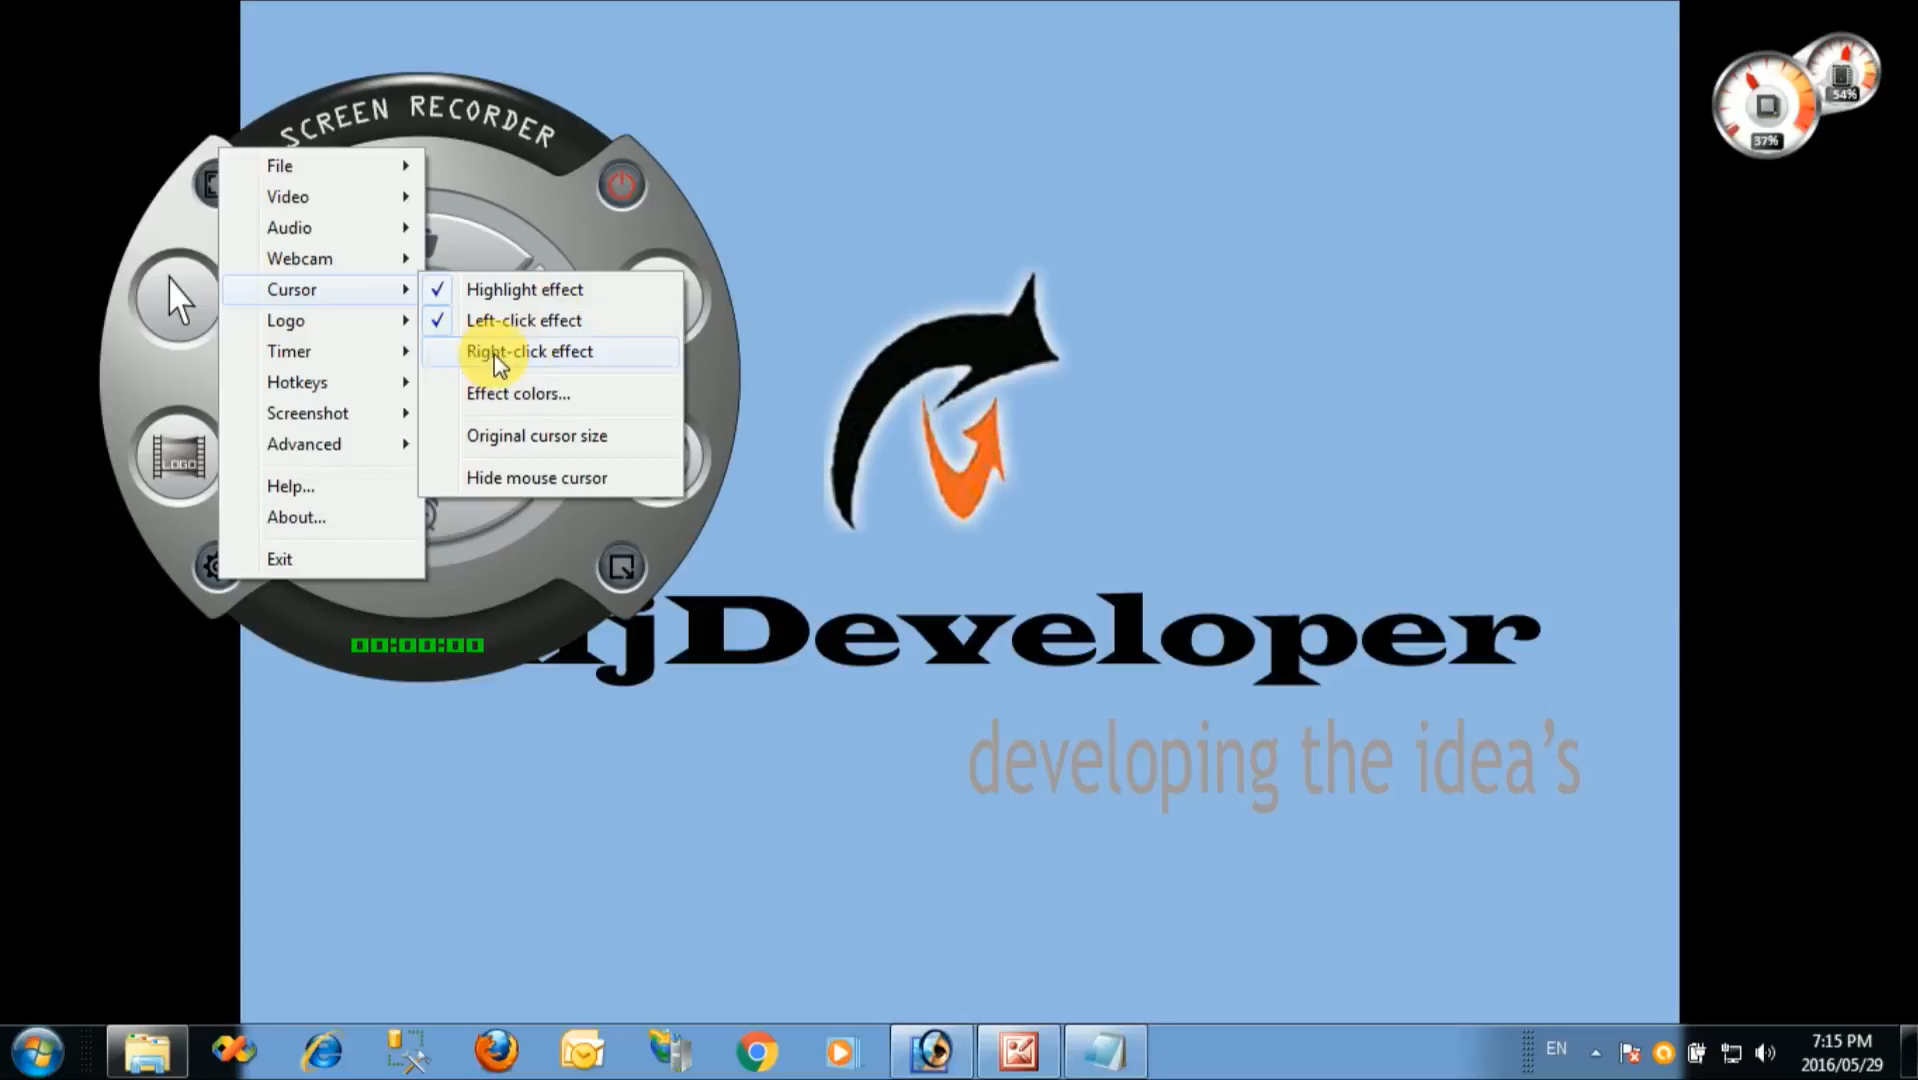 SCREEN RECORDER
File
Video
Audio
Webcam
Cursor
Logo
Timer
Hotkeys
Screenshot
Advanced
Help...
About...
Exit
Highlight effect
Left-click effect
Right-click effect
Effect colors...
Original cursor size
Hide mouse cursor
LOGO
00:00:00
54%
37%
jDeveloper
developing the idea's
EN
7:15 PM
2016/05/29